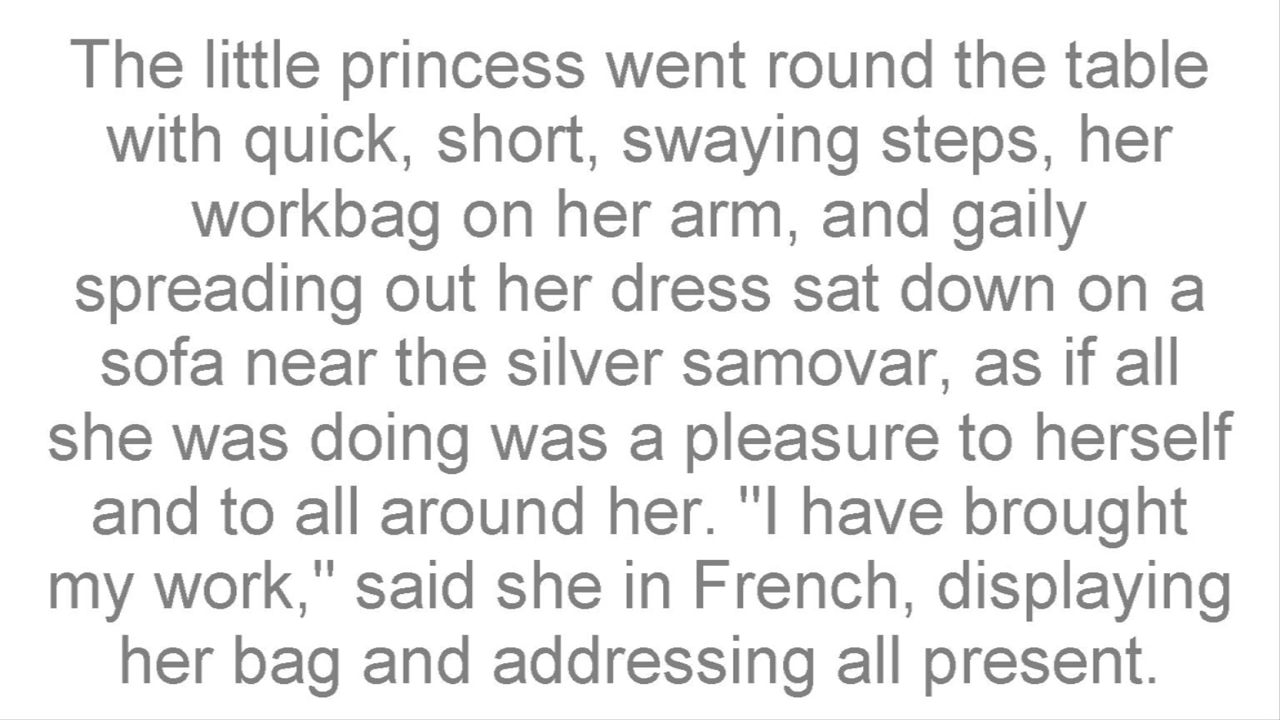 The little princess went round the table
with quick, short, swaying steps, her
workbag on her arm, and gaily
spreading out her dress sat down on a
sofa near the silver samovar, as if all
she was doing was a pleasure to herself
and to all around her. "I have brought
my work," said she in French, displaying
her bag and addressing all present.